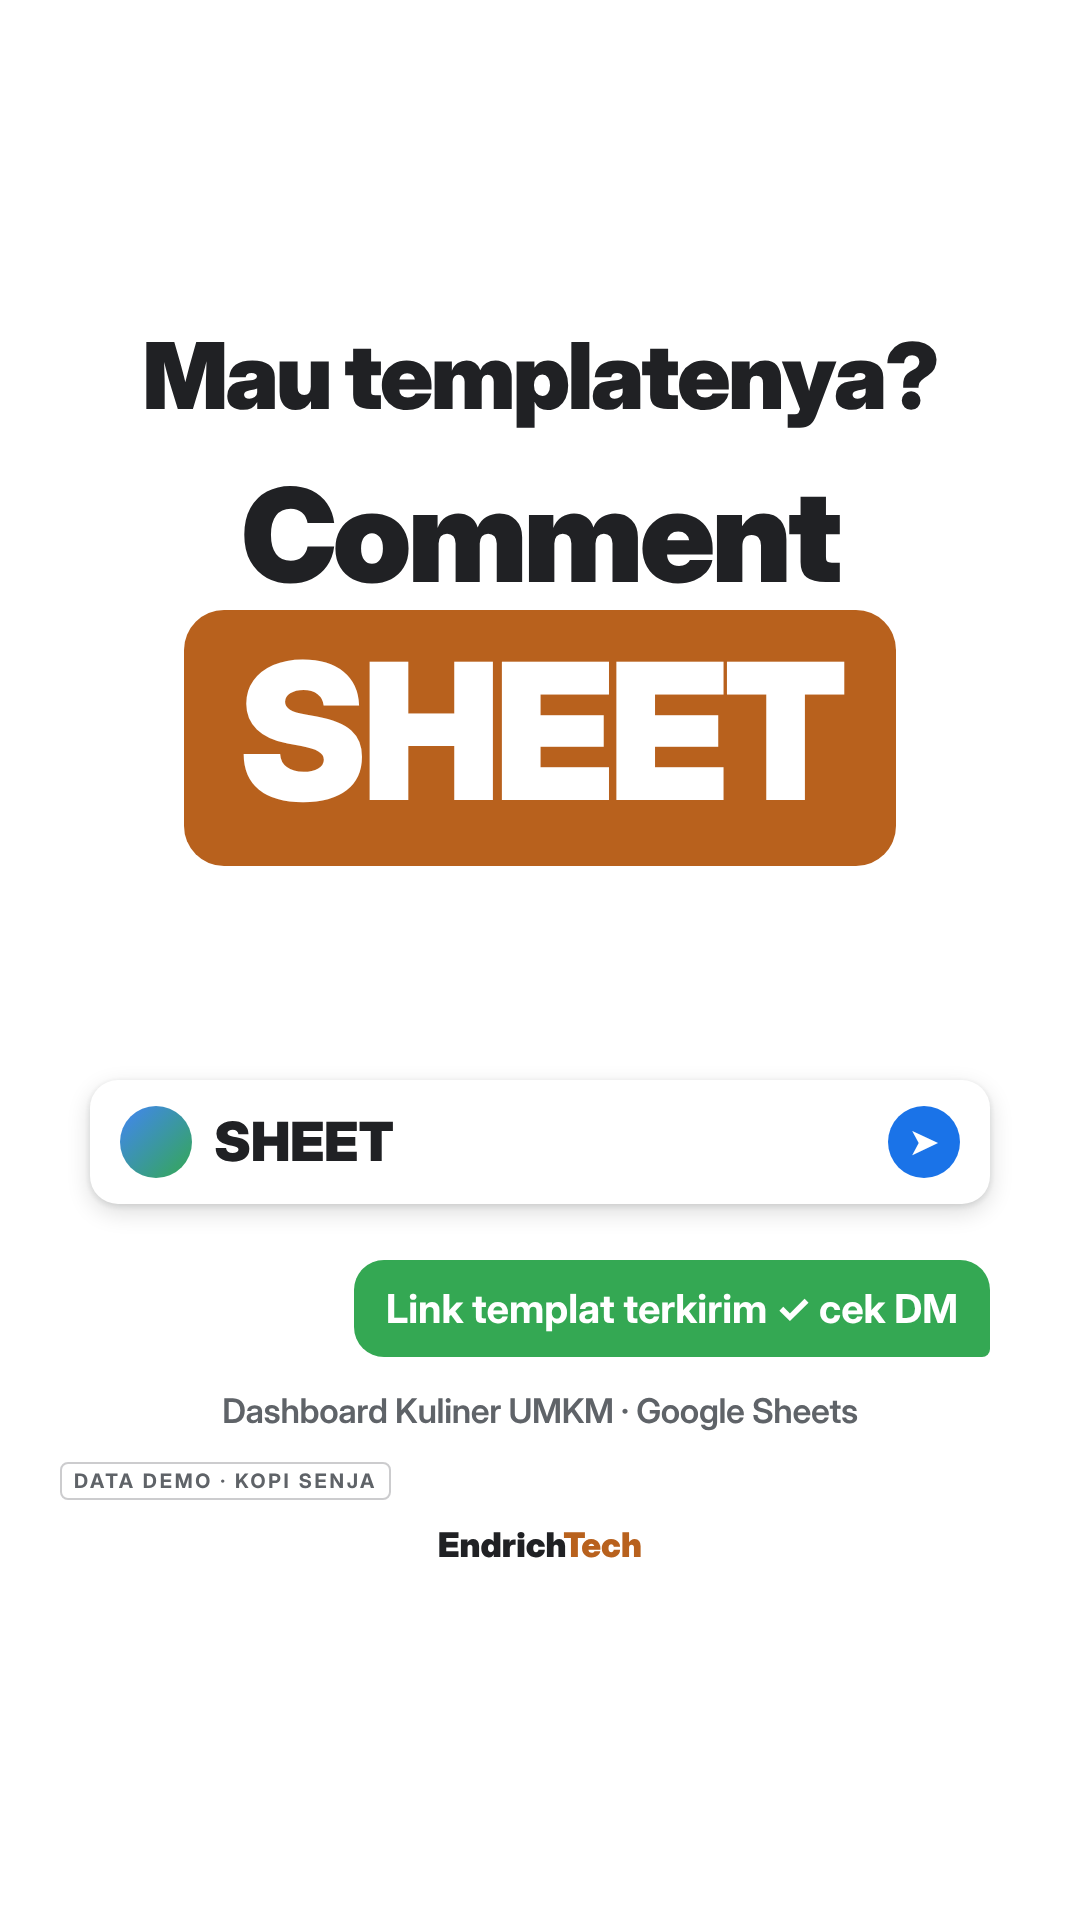 Mau templatenya?
Comment
SHEET
SHEET
Link templat terkirim ✓ cek DM
Dashboard Kuliner UMKM · Google Sheets
DATA DEMO · KOPI SENJA
EndrichTech